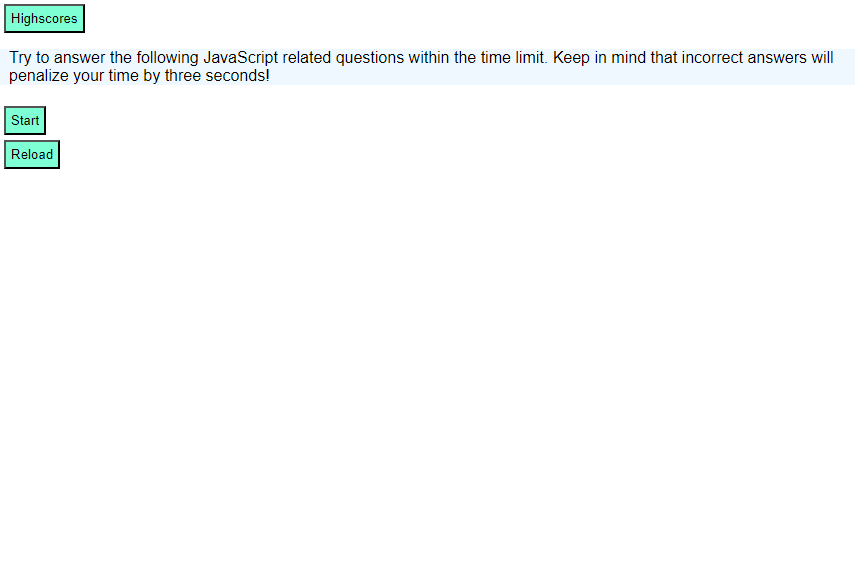 Highscores
Try to answer the following JavaScript related questions within the time limit. Keep in mind that incorrect answers will
penalize your time by three seconds!
Start
Reload